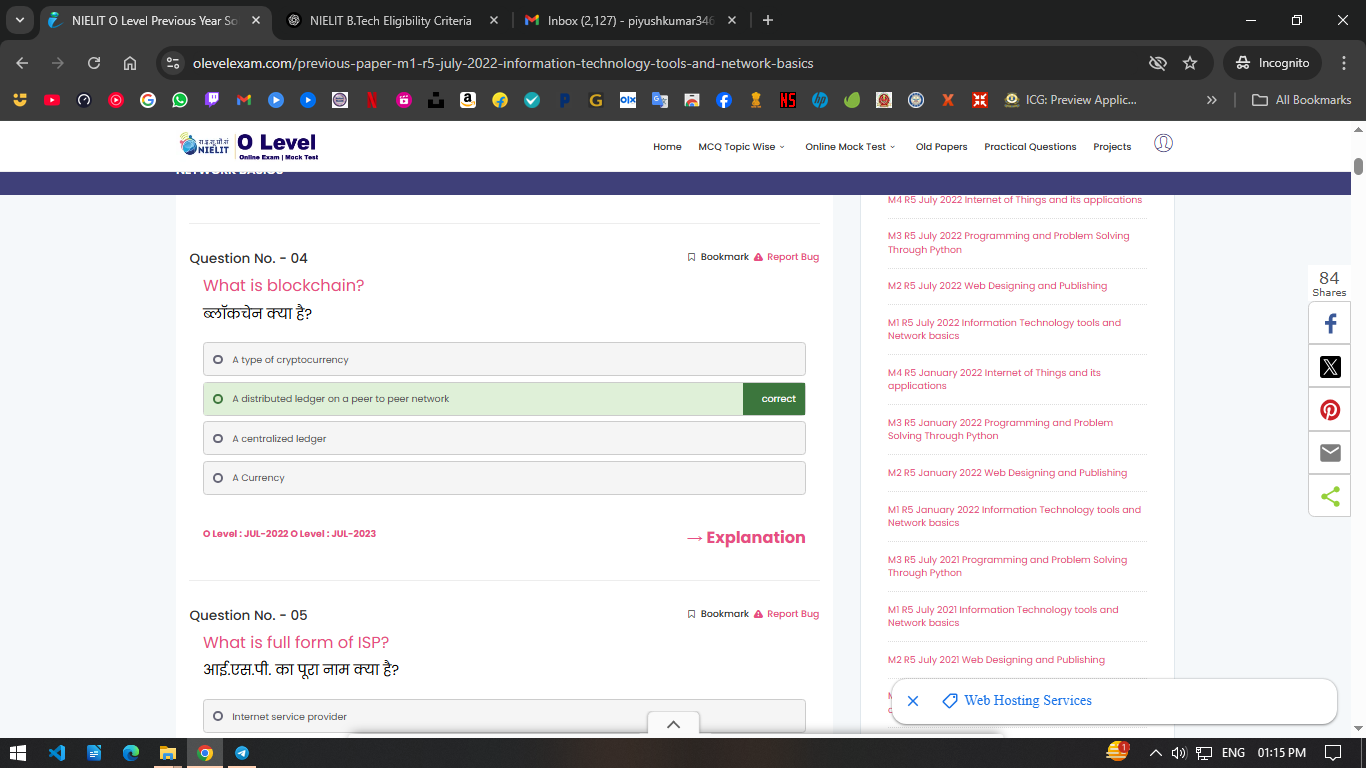 NIELIT O Level Previous Year So
NIELIT B.Tech Eligibility Criteria
Inbox (2,127) - piyushkumar346
olevelexam.com/previous-paper-m1-r5-july-2022-information-technology-tools-and-network-basics
Incognito
ICG: Preview Applic...
All Bookmarks
NIELIT
O Level
Online Exam | Mock Test
Home
MCQ Topic Wise
Online Mock Test
Old Papers
Practical Questions
Projects
NETWORK BASICS
Question No. - 04
Bookmark
Report Bug
What is blockchain?
ब्लॉकचेन क्या है?
A type of cryptocurrency
A distributed ledger on a peer to peer network
correct
A centralized ledger
A Currency
O Level : JUL-2022 O Level : JUL-2023
→ Explanation
Question No. - 05
Bookmark
Report Bug
What is full form of ISP?
आई.एस.पी. का पूरा नाम क्या है?
Internet service provider
M4 R5 July 2022 Internet of Things and its applications
M3 R5 July 2022 Programming and Problem Solving
Through Python
M2 R5 July 2022 Web Designing and Publishing
M1 R5 July 2022 Information Technology tools and
Network basics
M4 R5 January 2022 Internet of Things and its
applications
M3 R5 January 2022 Programming and Problem
Solving Through Python
M2 R5 January 2022 Web Designing and Publishing
M1 R5 January 2022 Information Technology tools and
Network basics
M3 R5 July 2021 Programming and Problem Solving
Through Python
M1 R5 July 2021 Information Technology tools and
Network basics
M2 R5 July 2021 Web Designing and Publishing
84
Shares
Web Hosting Services
1
ENG
01:15 PM